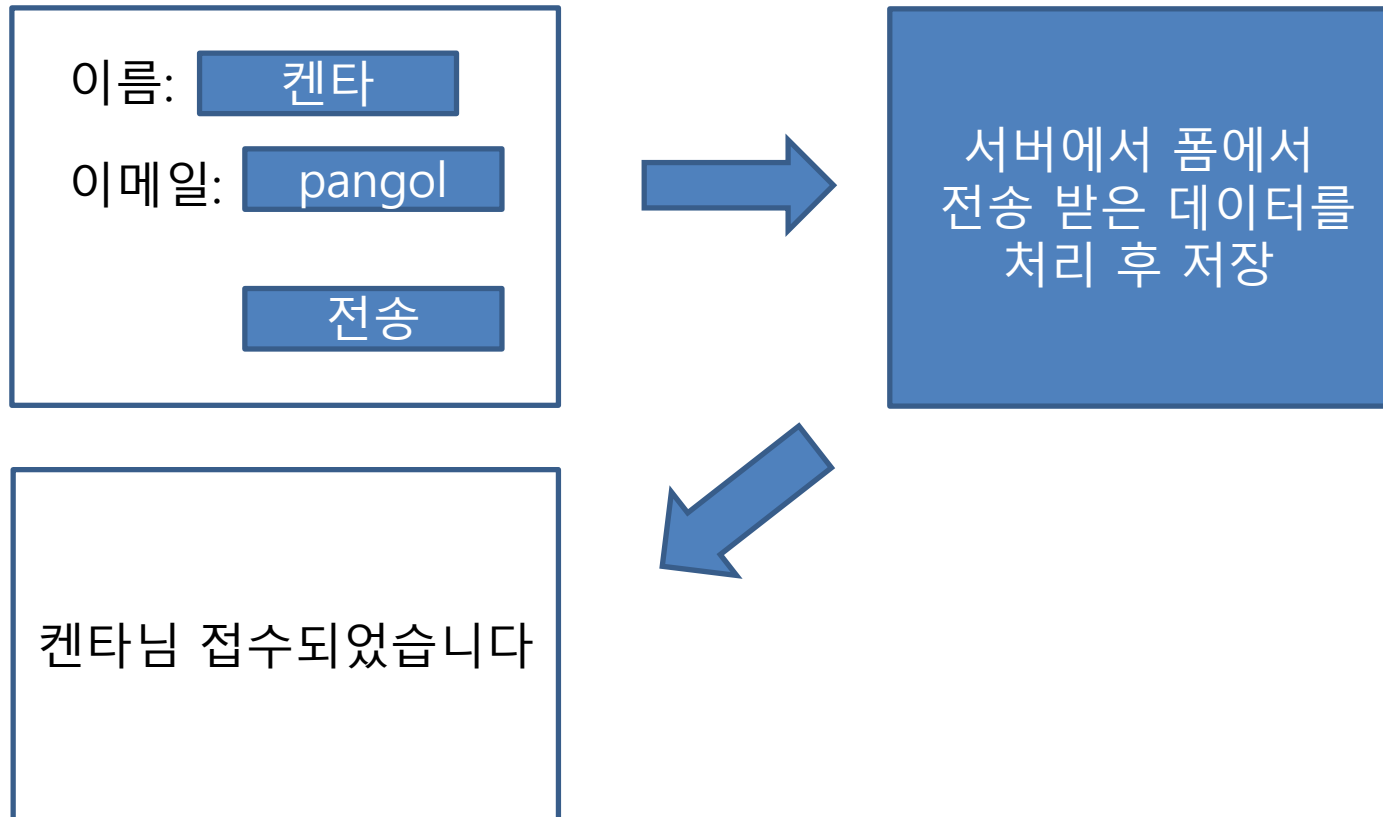 이름: 켄타
이메일: pangol
전송
서버에서 폼에서
전송 받은 데이터를
처리 후 저장
켄타님 접수되었습니다